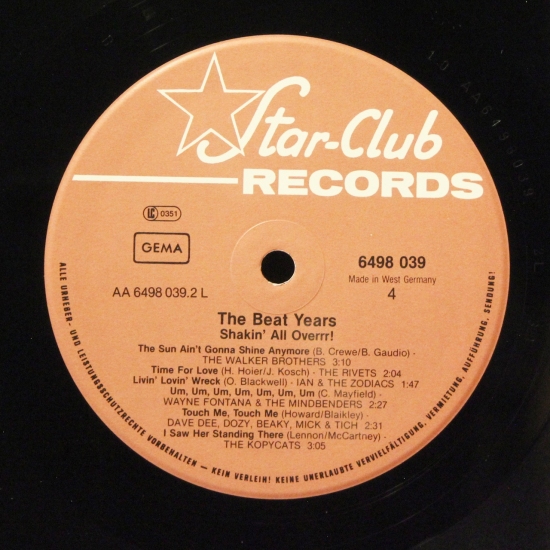 Star-Club
RECORDS
LC 0351
GEMA
AA 6498 039.2 L
6498 039
Made in West Germany
4
The Beat Years
Shakin' All Overrr!
The Sun Ain't Gonna Shine Anymore (B. Crewe/B. Gaudio) ·
THE WALKER BROTHERS 3:10
Time For Love (H. Hoier/J. Kosch) · THE RIVETS 2:04
Livin' Lovin' Wreck (O. Blackwell) · IAN & THE ZODIACS 1:47
Um, Um, Um, Um, Um, Um (C. Mayfield) ·
WAYNE FONTANA & THE MINDBENDERS 2:27
Touch Me, Touch Me (Howard/Blaikley) ·
DAVE DEE, DOZY, BEAKY, MICK & TICH 2:31
I Saw Her Standing There (Lennon/McCartney) ·
THE KOPYCATS 3:05
ALLE URHEBER- UND LEISTUNGSSCHUTZRECHTE VORBEHALTEN – KEIN VERLEIH! KEINE UNERLAUBTE VERVIELFÄLTIGUNG, VERMIETUNG, AUFFÜHRUNG, SENDUNG!